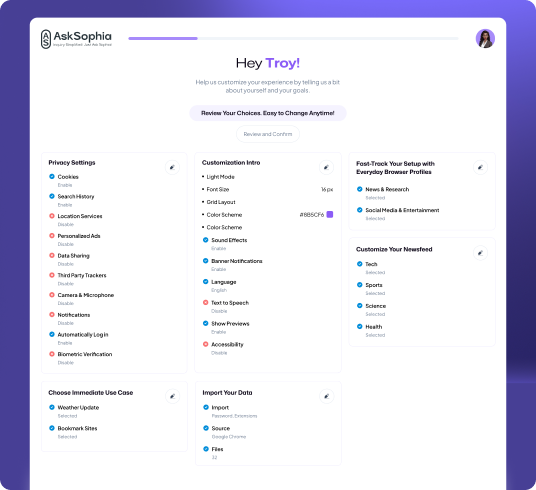 AS
AskSophia
Inquiry Simplified: Just Ask Sophia
Hey Troy!
Help us customize your experience by telling us a bit
about yourself and your goals.
Review Your Choices. Easy to Change Anytime!
Review and Confirm
Privacy Settings
Cookies
Enable
Search History
Enable
Location Services
Disable
Personalized Ads
Disable
Data Sharing
Disable
Third Party Trackers
Disable
Camera & Microphone
Disable
Notifications
Disable
Automatically Log In
Enable
Biometric Verification
Disable
Customization Intro
Light Mode
Font Size 16 px
Grid Layout
Color Scheme #8B5CF6
Color Scheme
Sound Effects
Enable
Banner Notifications
Enable
Language
English
Text to Speech
Disable
Show Previews
Enable
Accessibility
Disable
Fast-Track Your Setup with
Everyday Browser Profiles
News & Research
Selected
Social Media & Entertainment
Selected
Customize Your Newsfeed
Tech
Selected
Sports
Selected
Science
Selected
Health
Selected
Choose Immediate Use Case
Weather Update
Selected
Bookmark Sites
Selected
Import Your Data
Import
Password, Extensions
Source
Google Chrome
Files
32